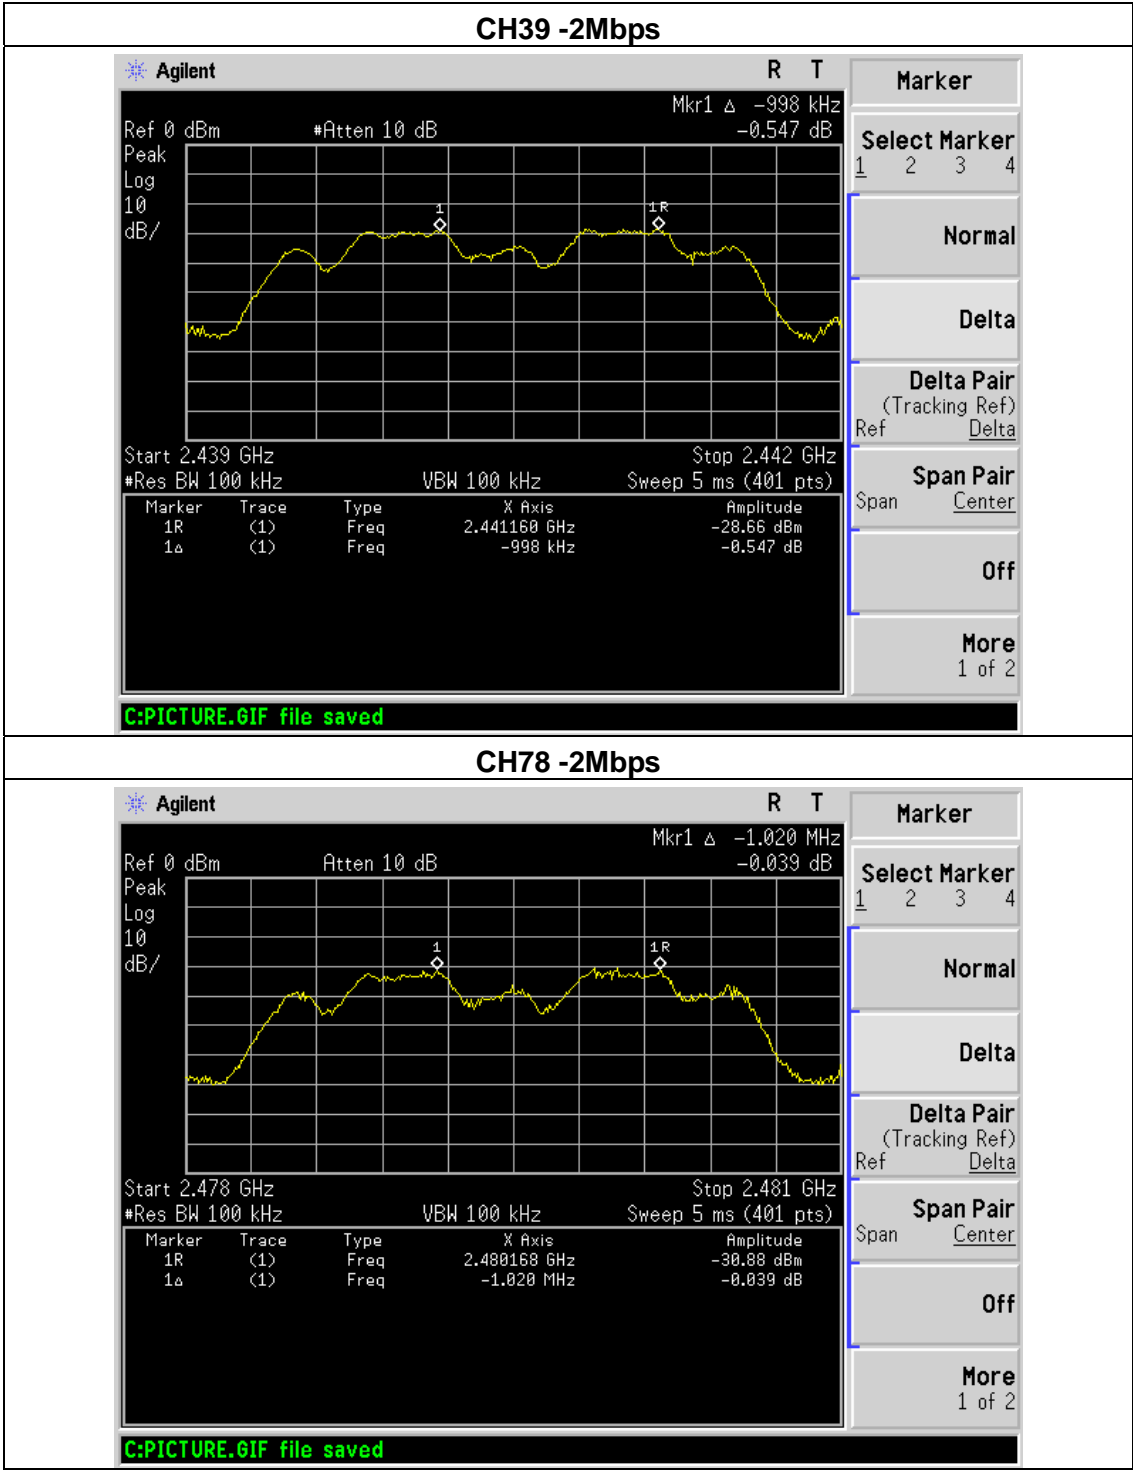 CH39 -2Mbps
Agilent R T
Mkr1 Δ -998 kHz
Ref 0 dBm #Atten 10 dB -0.547 dB
Peak
Log
10
dB/
1 1R
Start 2.439 GHz Stop 2.442 GHz
#Res BW 100 kHz VBW 100 kHz Sweep 5 ms (401 pts)
Marker Trace Type X Axis Amplitude
1R (1) Freq 2.441160 GHz -28.66 dBm
1Δ (1) Freq -998 kHz -0.547 dB
C:PICTURE.GIF file saved
Marker
Select Marker
1 2 3 4
Normal
Delta
Delta Pair
(Tracking Ref)
Ref Delta
Span Pair
Span Center
Off
More
1 of 2
CH78 -2Mbps
Agilent R T
Mkr1 Δ -1.020 MHz
Ref 0 dBm Atten 10 dB -0.039 dB
Peak
Log
10
dB/
1 1R
Start 2.478 GHz Stop 2.481 GHz
#Res BW 100 kHz VBW 100 kHz Sweep 5 ms (401 pts)
Marker Trace Type X Axis Amplitude
1R (1) Freq 2.480168 GHz -30.88 dBm
1Δ (1) Freq -1.020 MHz -0.039 dB
C:PICTURE.GIF file saved
Marker
Select Marker
1 2 3 4
Normal
Delta
Delta Pair
(Tracking Ref)
Ref Delta
Span Pair
Span Center
Off
More
1 of 2